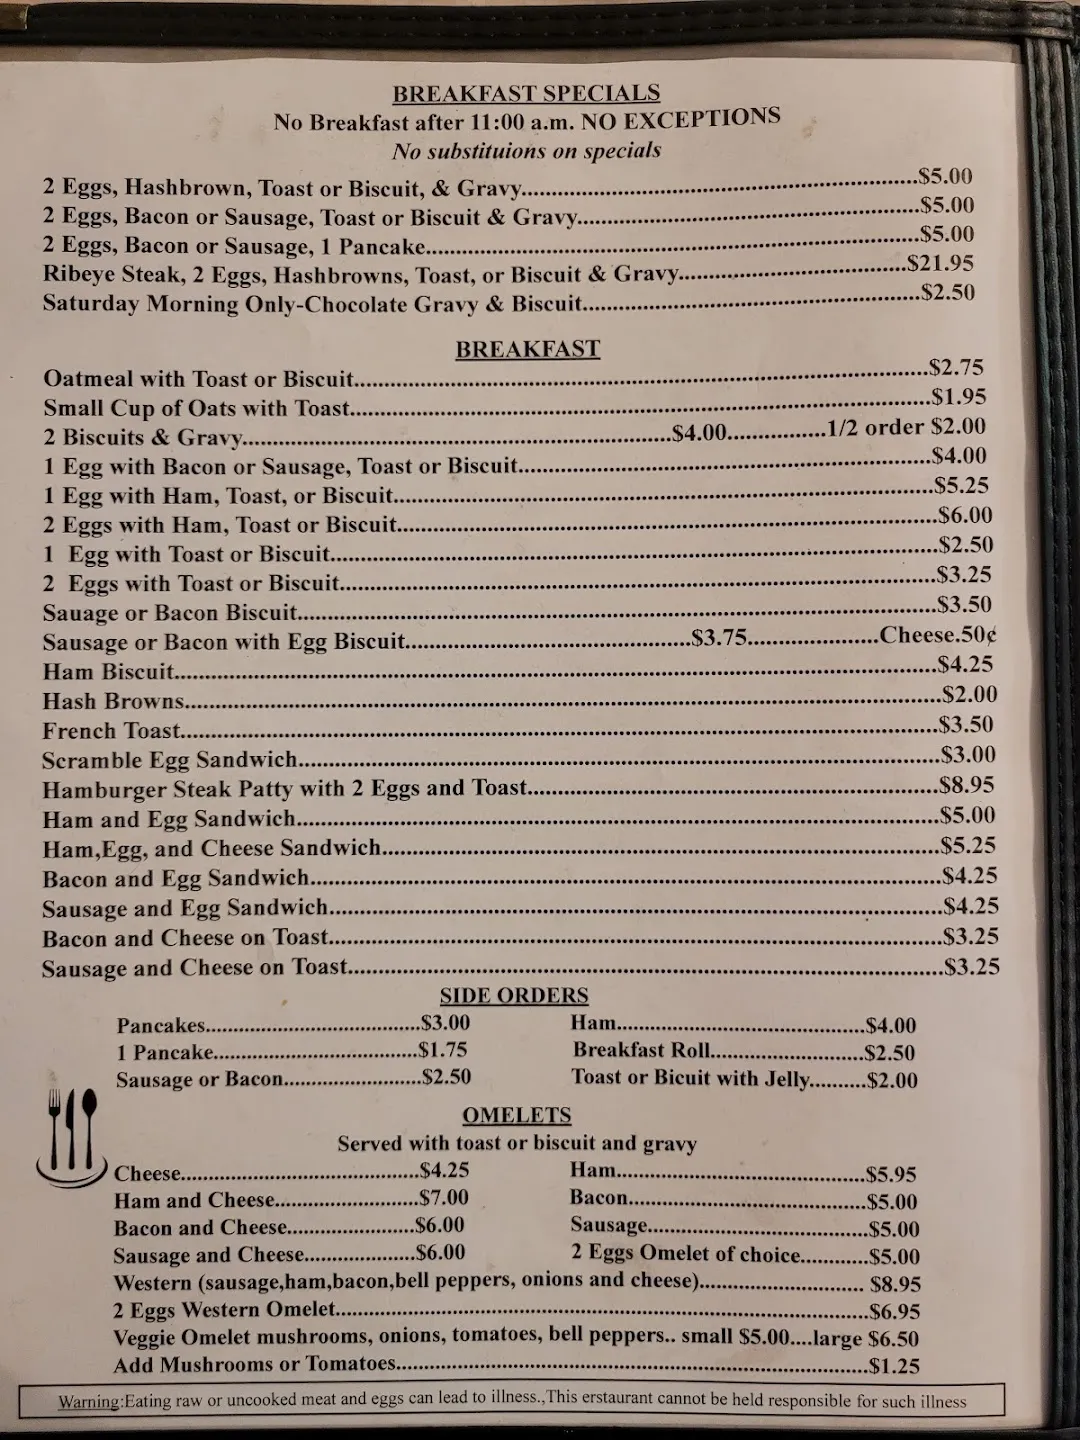 BREAKFAST SPECIALS
No Breakfast after 11:00 a.m. NO EXCEPTIONS
No substituions on specials
2 Eggs, Hashbrown, Toast or Biscuit, & Gravy...$5.00
2 Eggs, Bacon or Sausage, Toast or Biscuit & Gravy...$5.00
2 Eggs, Bacon or Sausage, 1 Pancake...$5.00
Ribeye Steak, 2 Eggs, Hashbrowns, Toast, or Biscuit & Gravy...$21.95
Saturday Morning Only-Chocolate Gravy & Biscuit...$2.50
BREAKFAST
Oatmeal with Toast or Biscuit...$2.75
Small Cup of Oats with Toast...$1.95
2 Biscuits & Gravy...$4.00...1/2 order $2.00
1 Egg with Bacon or Sausage, Toast or Biscuit...$4.00
1 Egg with Ham, Toast, or Biscuit...$5.25
2 Eggs with Ham, Toast or Biscuit...$6.00
1 Egg with Toast or Biscuit...$2.50
2 Eggs with Toast or Biscuit...$3.25
Sauage or Bacon Biscuit...$3.50
Sausage or Bacon with Egg Biscuit...$3.75...Cheese.50¢
Ham Biscuit...$4.25
Hash Browns...$2.00
French Toast...$3.50
Scramble Egg Sandwich...$3.00
Hamburger Steak Patty with 2 Eggs and Toast...$8.95
Ham and Egg Sandwich...$5.00
Ham,Egg, and Cheese Sandwich...$5.25
Bacon and Egg Sandwich...$4.25
Sausage and Egg Sandwich...$4.25
Bacon and Cheese on Toast...$3.25
Sausage and Cheese on Toast...$3.25
SIDE ORDERS
Pancakes...$3.00 Ham...$4.00
1 Pancake...$1.75 Breakfast Roll...$2.50
Sausage or Bacon...$2.50 Toast or Bicuit with Jelly...$2.00
OMELETS
Served with toast or biscuit and gravy
Cheese...$4.25 Ham...$5.95
Ham and Cheese...$7.00 Bacon...$5.00
Bacon and Cheese...$6.00 Sausage...$5.00
Sausage and Cheese...$6.00 2 Eggs Omelet of choice...$5.00
Western (sausage,ham,bacon,bell peppers, onions and cheese)... $8.95
2 Eggs Western Omelet...$6.95
Veggie Omelet mushrooms, onions, tomatoes, bell peppers.. small $5.00....large $6.50
Add Mushrooms or Tomatoes...$1.25
Warning:Eating raw or uncooked meat and eggs can lead to illness.,This erstaurant cannot be held responsible for such illness